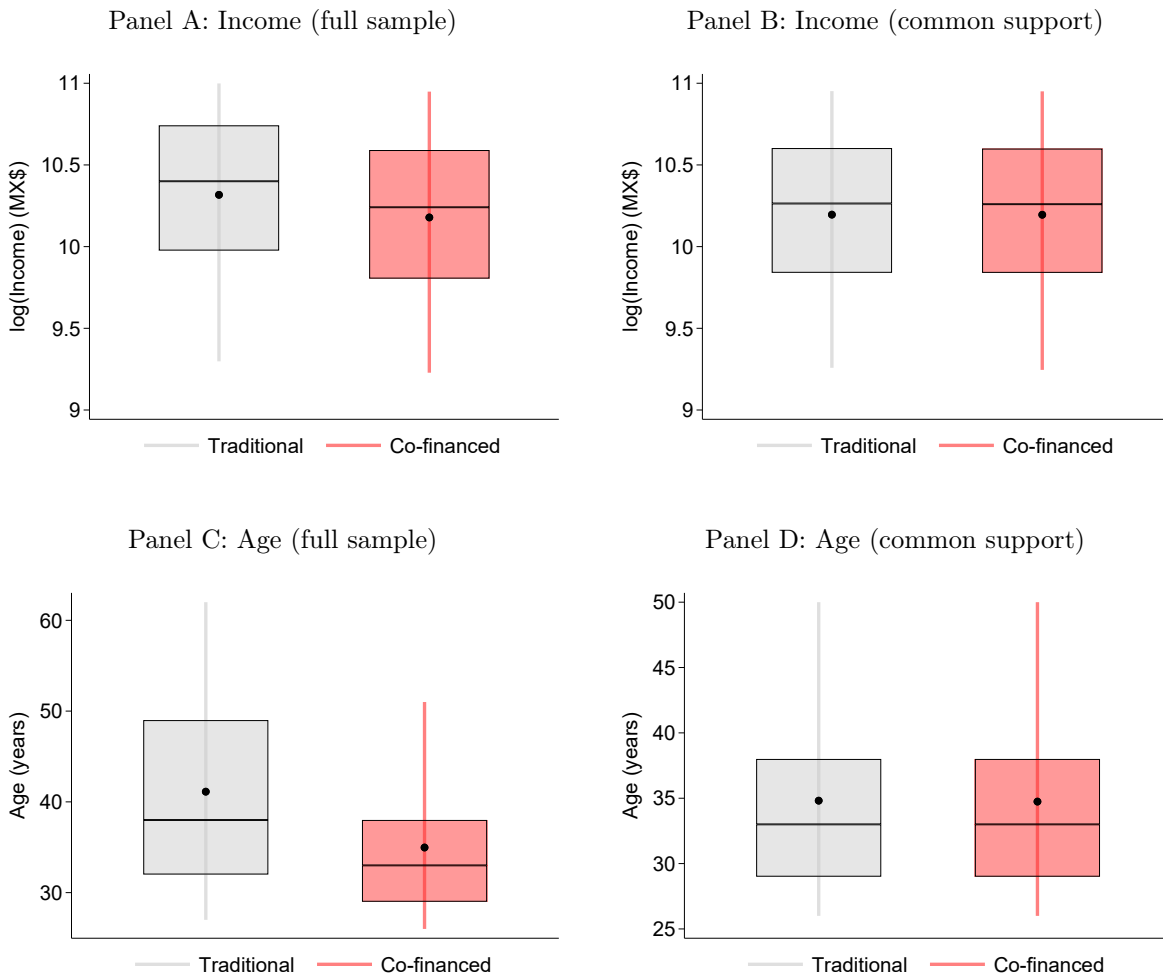 Panel A: Income (full sample)
log(Income) (MX$)
11
10.5
10
9.5
9
Traditional Co-financed
Panel B: Income (common support)
log(Income) (MX$)
11
10.5
10
9.5
9
Traditional Co-financed
Panel C: Age (full sample)
Age (years)
60
50
40
30
Traditional Co-financed
Panel D: Age (common support)
Age (years)
50
45
40
35
30
25
Traditional Co-financed